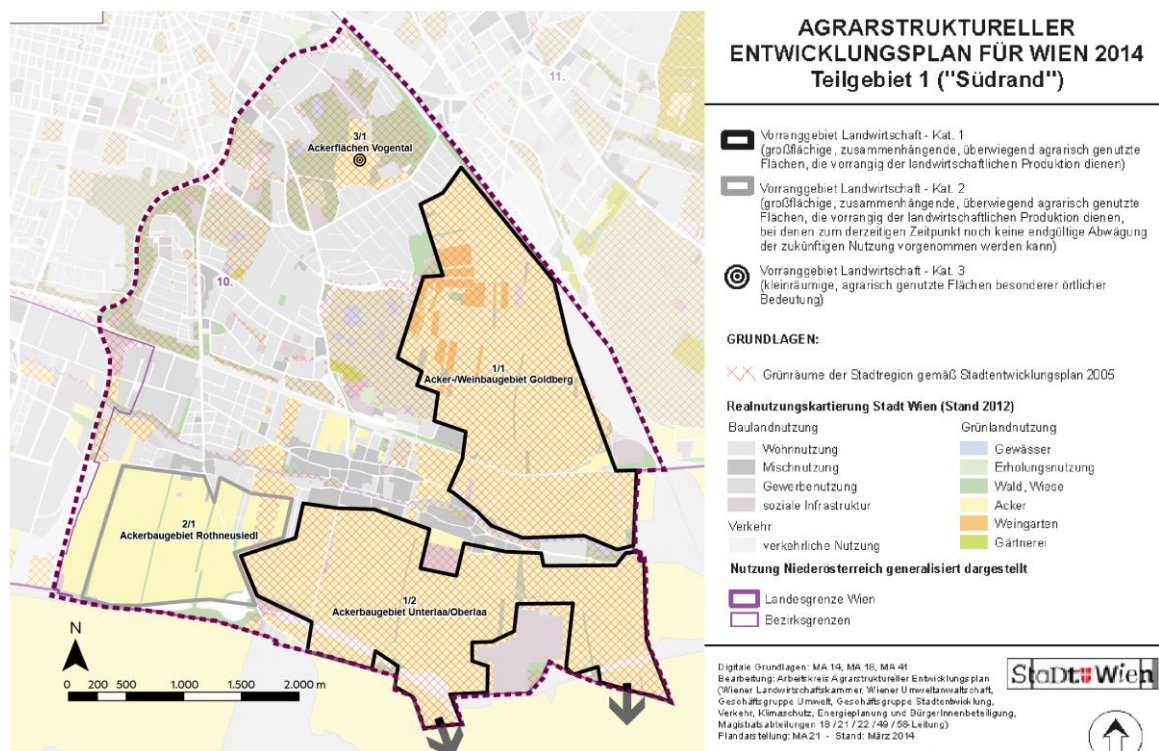 AGRARSTRUKTURELLER
ENTWICKLUNGSPLAN FÜR WIEN 2014
Teilgebiet 1 ("Südrand")
Vorranggebiet Landwirtschaft - Kat. 1
(großflächige, zusammenhängende, überwiegend agrarisch genutzte
Flächen, die vorrangig der landwirtschaftlichen Produktion dienen)
Vorranggebiet Landwirtschaft - Kat. 2
(großflächige, zusammenhängende, überwiegend agrarisch genutzte
Flächen, die vorrangig der landwirtschaftlichen Produktion dienen,
bei denen zum derzeitigen Zeitpunkt noch keine endgültige Abwägung
der zukünftigen Nutzung vorgenommen werden kann)
Vorranggebiet Landwirtschaft - Kat. 3
(kleinräumige, agrarisch genutzte Flächen besonderer örtlicher
Bedeutung)
GRUNDLAGEN:
Grünräume der Stadtregion gemäß Stadtentwicklungsplan 2005
Realnutzungskartierung Stadt Wien (Stand 2012)
Baulandnutzung
Wohnnutzung
Mischnutzung
Gewerbenutzung
soziale Infrastruktur
Verkehr
verkehrliche Nutzung
Grünlandnutzung
Gewässer
Erholungsnutzung
Wald, Wiese
Acker
Weingarten
Gärtnerei
Nutzung Niederösterreich generalisiert dargestellt
Landesgrenze Wien
Bezirksgrenzen
Digitale Grundlagen: MA 14, MA 18, MA 41
Bearbeitung: Arbeitskreis Agrarstruktureller Entwicklungsplan
(Wiener Landwirtschaftskammer, Wiener Umweltanwaltschaft,
Geschäftsgruppe Umwelt, Geschäftsgruppe Stadtentwicklung,
Verkehr, Klimaschutz, Energieplanung und BürgerInnenbeteiligung,
Magistratsabteilungen 18 / 21 / 22 / 49 / 58-Leitung)
Plandarstellung: MA 21 - Stand: März 2014
StaDt Wien
11.
3/1
Ackerflächen Vogental
10.
1/1
Acker-/Weinbaugebiet Goldberg
2/1
Ackerbaugebiet Rothneusiedl
1/2
Ackerbaugebiet Unterlaa/Oberlaa
N
0 200 500 1.000 1.500 2.000 m